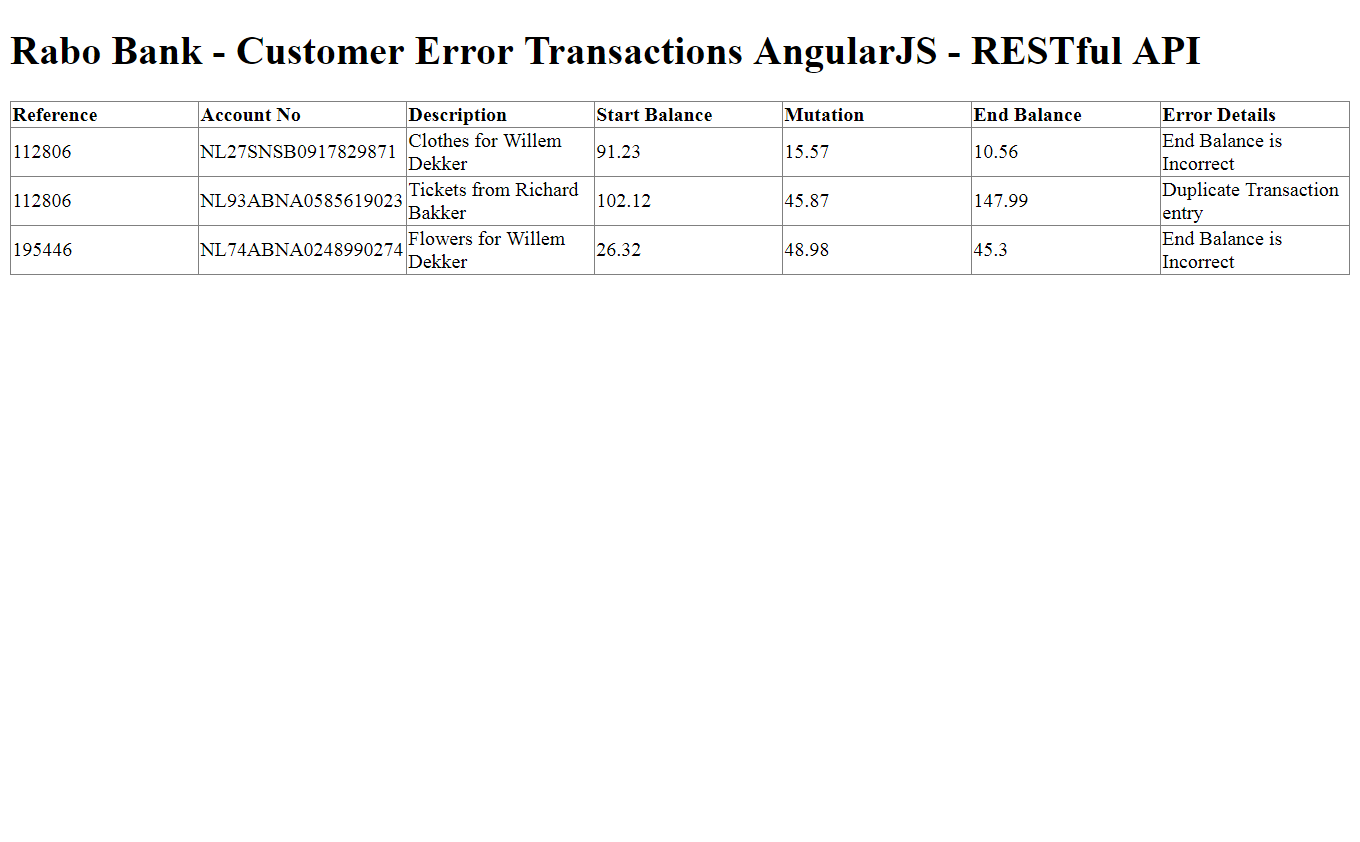 Rabo Bank - Customer Error Transactions AngularJS - RESTful API
Reference Account No Description Start Balance Mutation End Balance Error Details
112806 NL27SNSB0917829871 Clothes for Willem Dekker 91.23 15.57 10.56 End Balance is Incorrect
112806 NL93ABNA0585619023 Tickets from Richard Bakker 102.12 45.87 147.99 Duplicate Transaction entry
195446 NL74ABNA0248990274 Flowers for Willem Dekker 26.32 48.98 45.3 End Balance is Incorrect